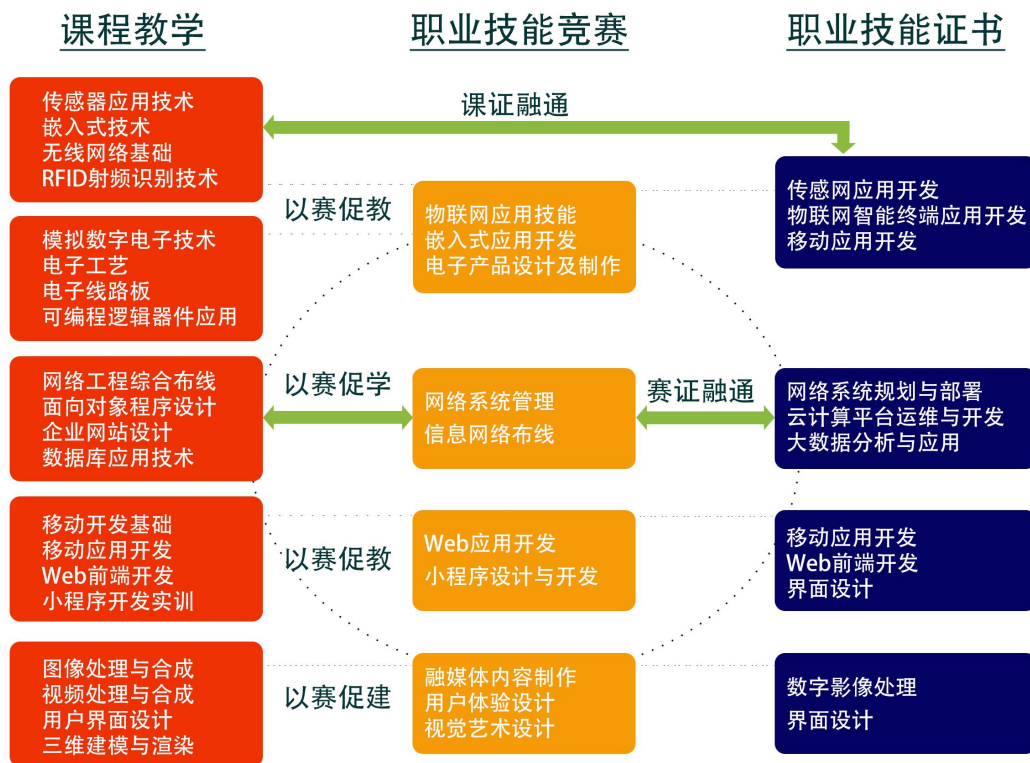 课程教学
职业技能竞赛
职业技能证书
课证融通
传感器应用技术
嵌入式技术
无线网络基础
RFID射频识别技术
以赛促教
物联网应用技能
嵌入式应用开发
电子产品设计及制作
传感网应用开发
物联网智能终端应用开发
移动应用开发
模拟数字电子技术
电子工艺
电子线路板
可编程逻辑器件应用
网络工程综合布线
面向对象程序设计
企业网站设计
数据库应用技术
以赛促学
网络系统管理
信息网络布线
赛证融通
网络系统规划与部署
云计算平台运维与开发
大数据分析与应用
移动开发基础
移动应用开发
Web前端开发
小程序开发实训
以赛促教
Web应用开发
小程序设计与开发
移动应用开发
Web前端开发
界面设计
图像处理与合成
视频处理与合成
用户界面设计
三维建模与渲染
以赛促建
融媒体内容制作
用户体验设计
视觉艺术设计
数字影像处理
界面设计